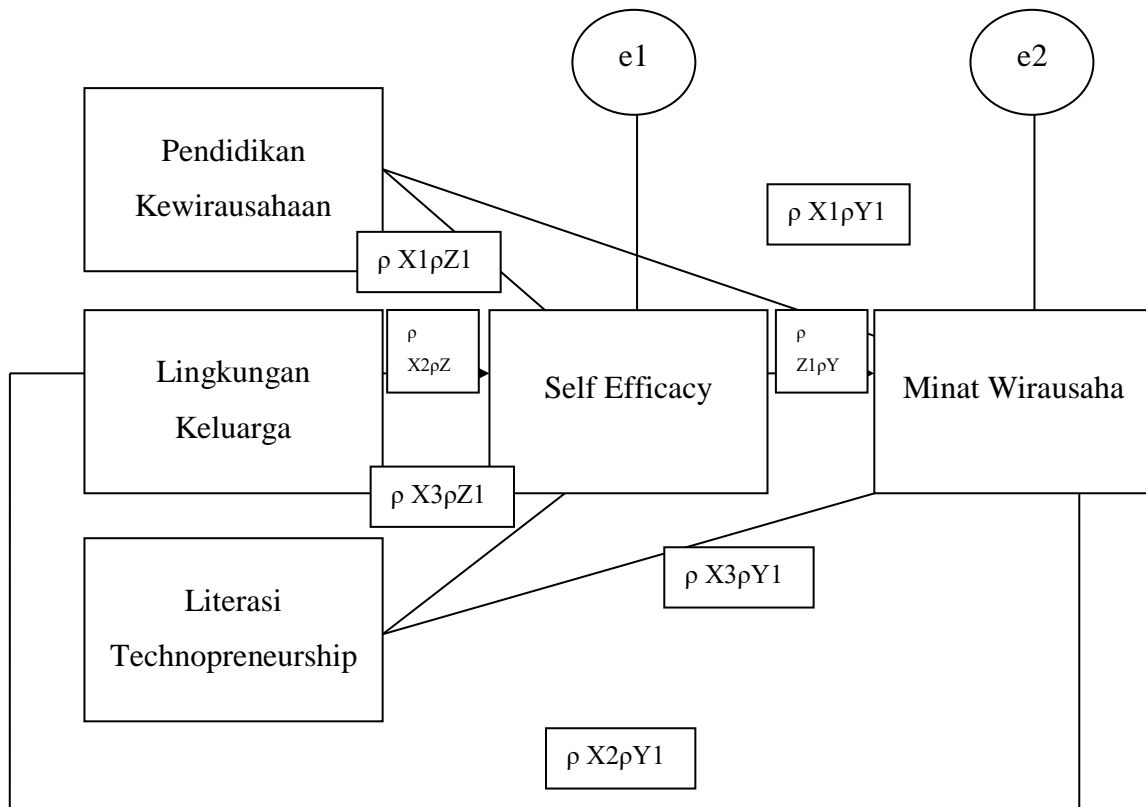 e1
e2
Pendidikan
Kewirausahaan
ρ X1ρY1
ρ X1ρZ1
Lingkungan
Keluarga
ρ
X2ρZ
Self Efficacy
ρ
Z1ρY
Minat Wirausaha
ρ X3ρZ1
Literasi
Technopreneurship
ρ X3ρY1
ρ X2ρY1